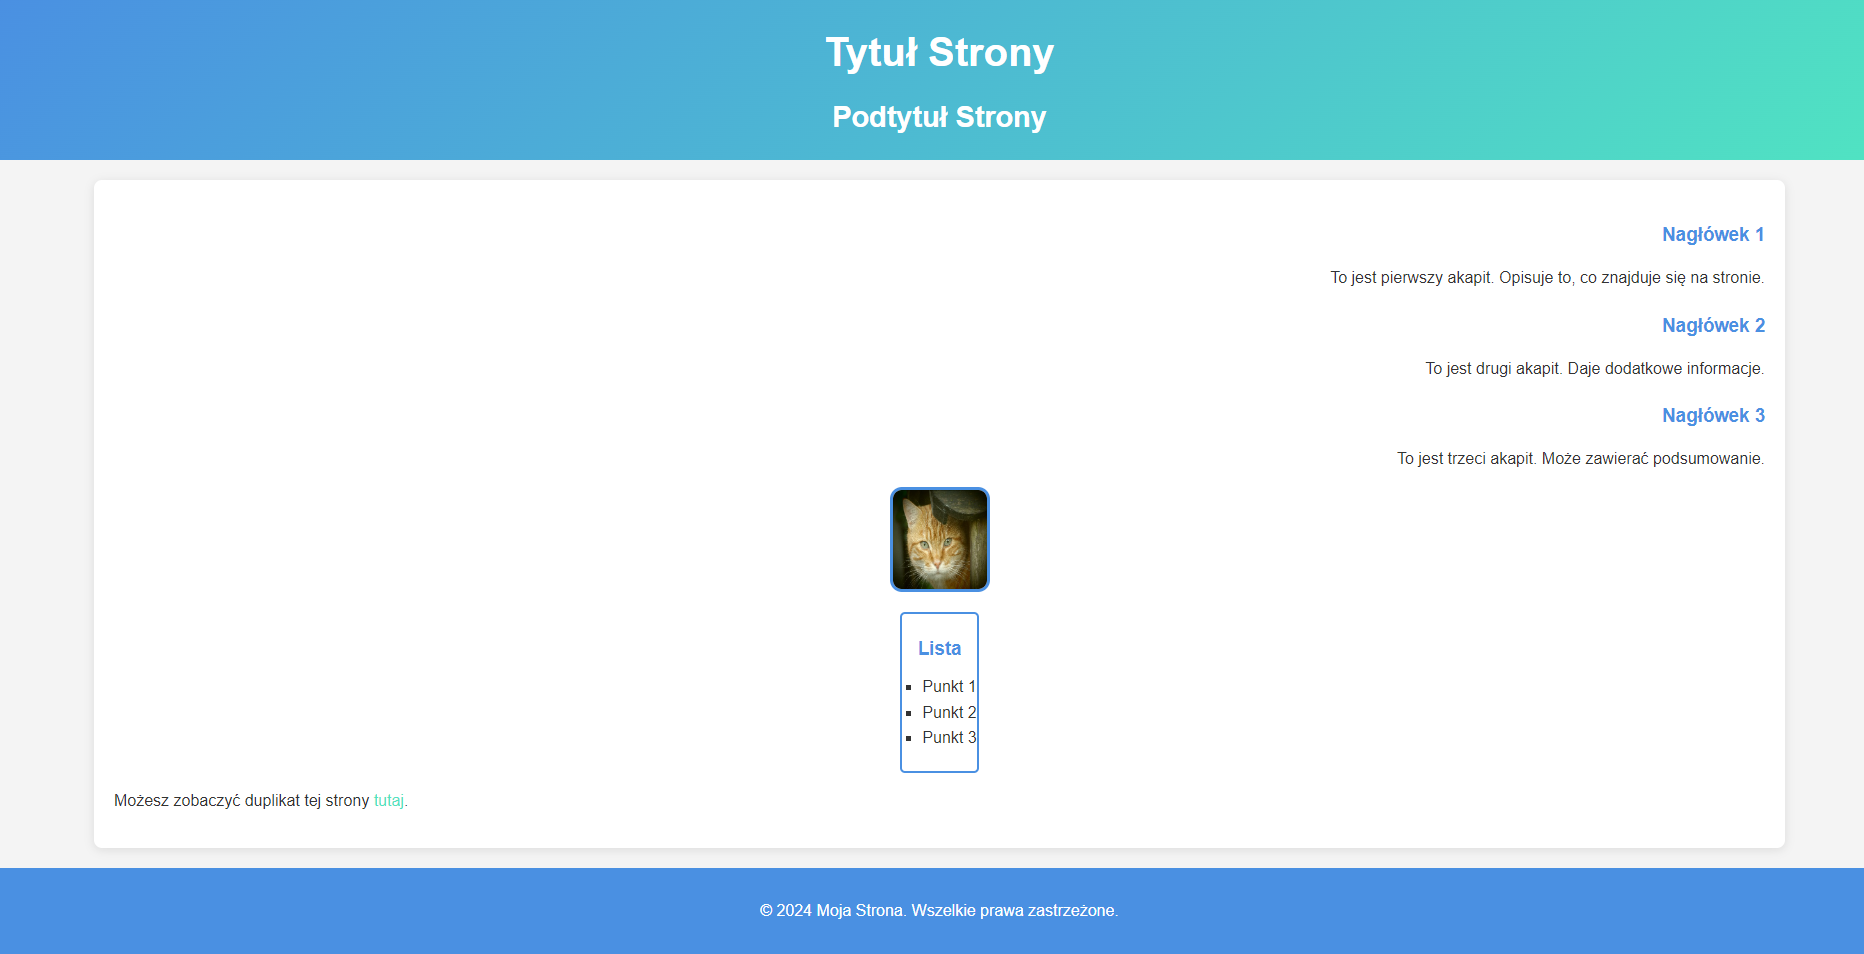 Tytuł Strony
Podtytuł Strony
Nagłówek 1
To jest pierwszy akapit. Opisuje to, co znajduje się na stronie.
Nagłówek 2
To jest drugi akapit. Daje dodatkowe informacje.
Nagłówek 3
To jest trzeci akapit. Może zawierać podsumowanie.
Lista
Punkt 1
Punkt 2
Punkt 3
Możesz zobaczyć duplikat tej strony tutaj.
© 2024 Moja Strona. Wszelkie prawa zastrzeżone.